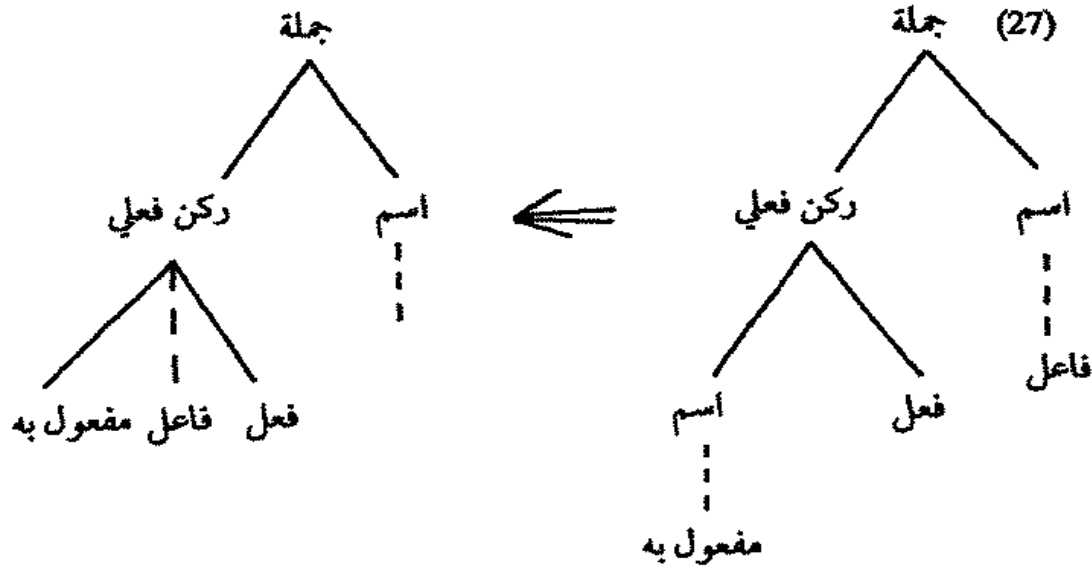 (27) جملة جملة
اسم ركن فعلي اسم ركن فعلي
فاعل
اسم فعل فعل فاعل مفعول به
مفعول به